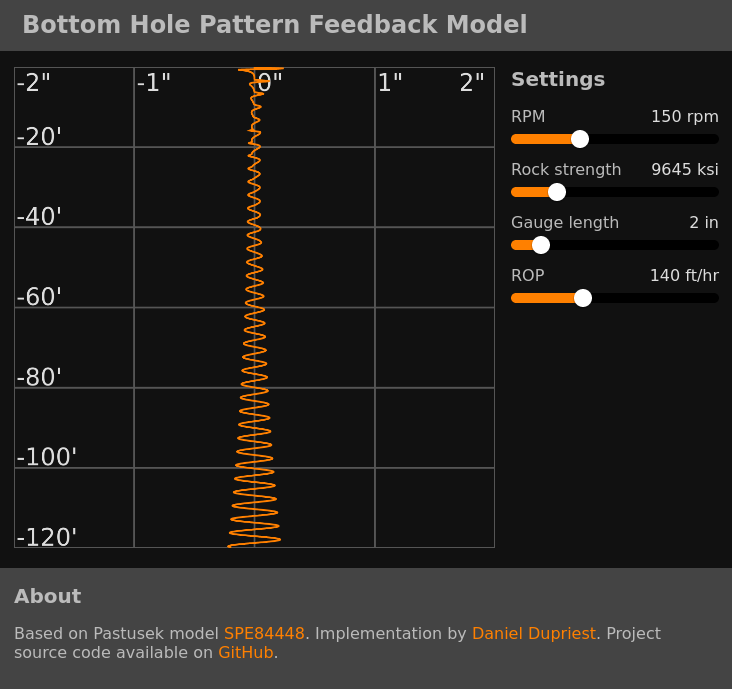 Bottom Hole Pattern Feedback Model
-2" -1" 0" 1" 2"
-20'
-40'
-60'
-80'
-100'
-120'
Settings
RPM 150 rpm
Rock strength 9645 ksi
Gauge length 2 in
ROP 140 ft/hr
About
Based on Pastusek model SPE84448. Implementation by Daniel Dupriest. Project
source code available on GitHub.